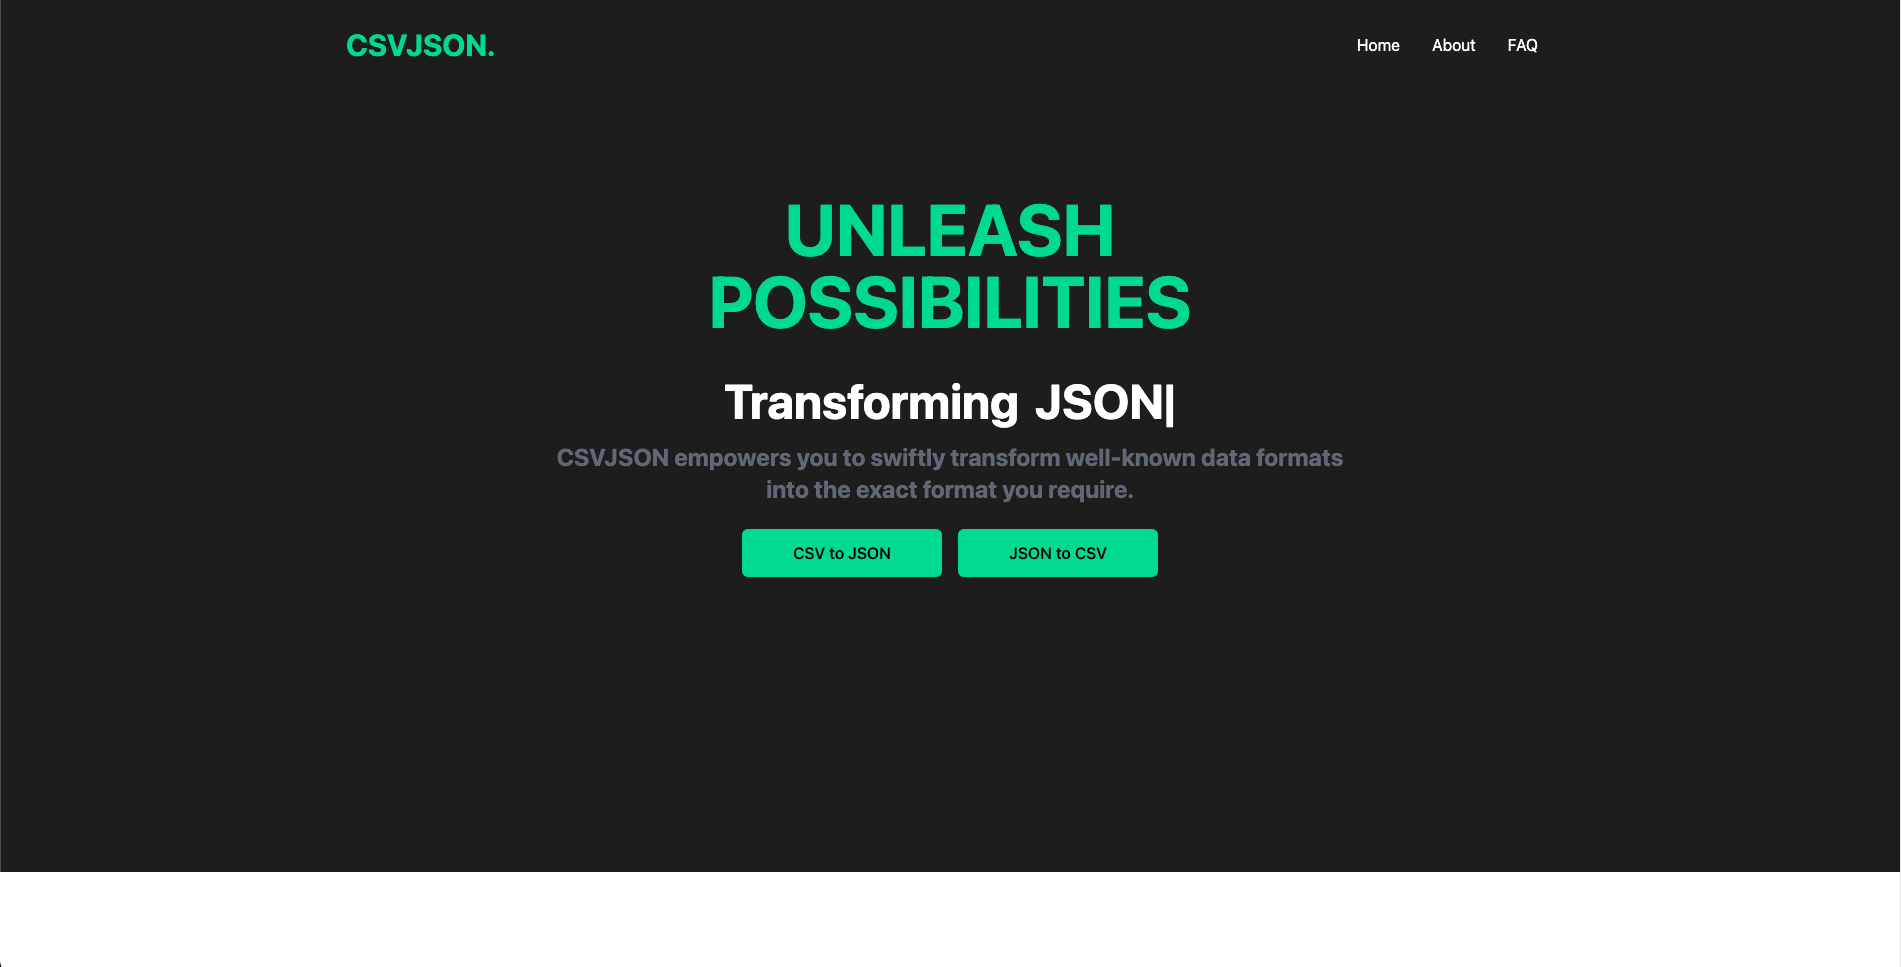 CSVJSON.
Home About FAQ
UNLEASH
POSSIBILITIES
Transforming JSON|
CSVJSON empowers you to swiftly transform well-known data formats
into the exact format you require.
CSV to JSON JSON to CSV